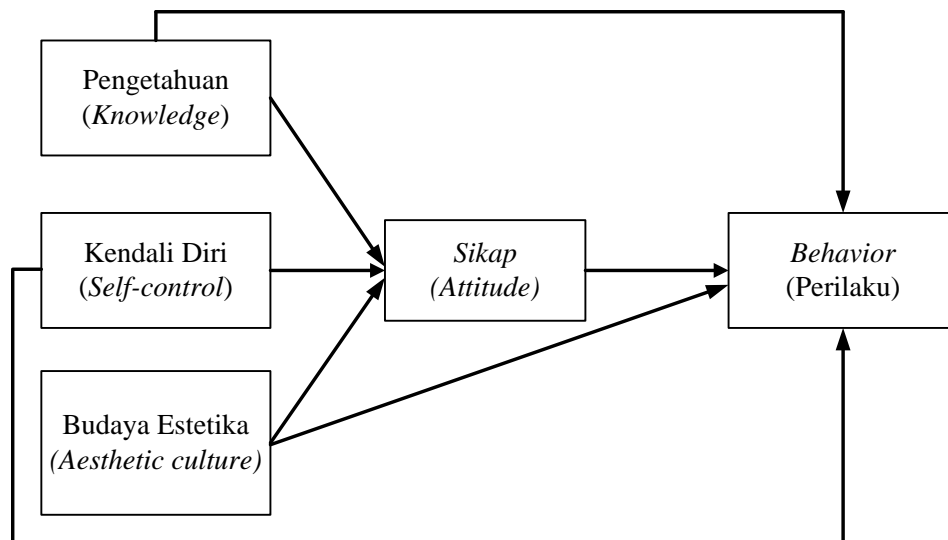 Pengetahuan
(Knowledge)
Kendali Diri
(Self-control)
Budaya Estetika
(Aesthetic culture)
Sikap
(Attitude)
Behavior
(Perilaku)